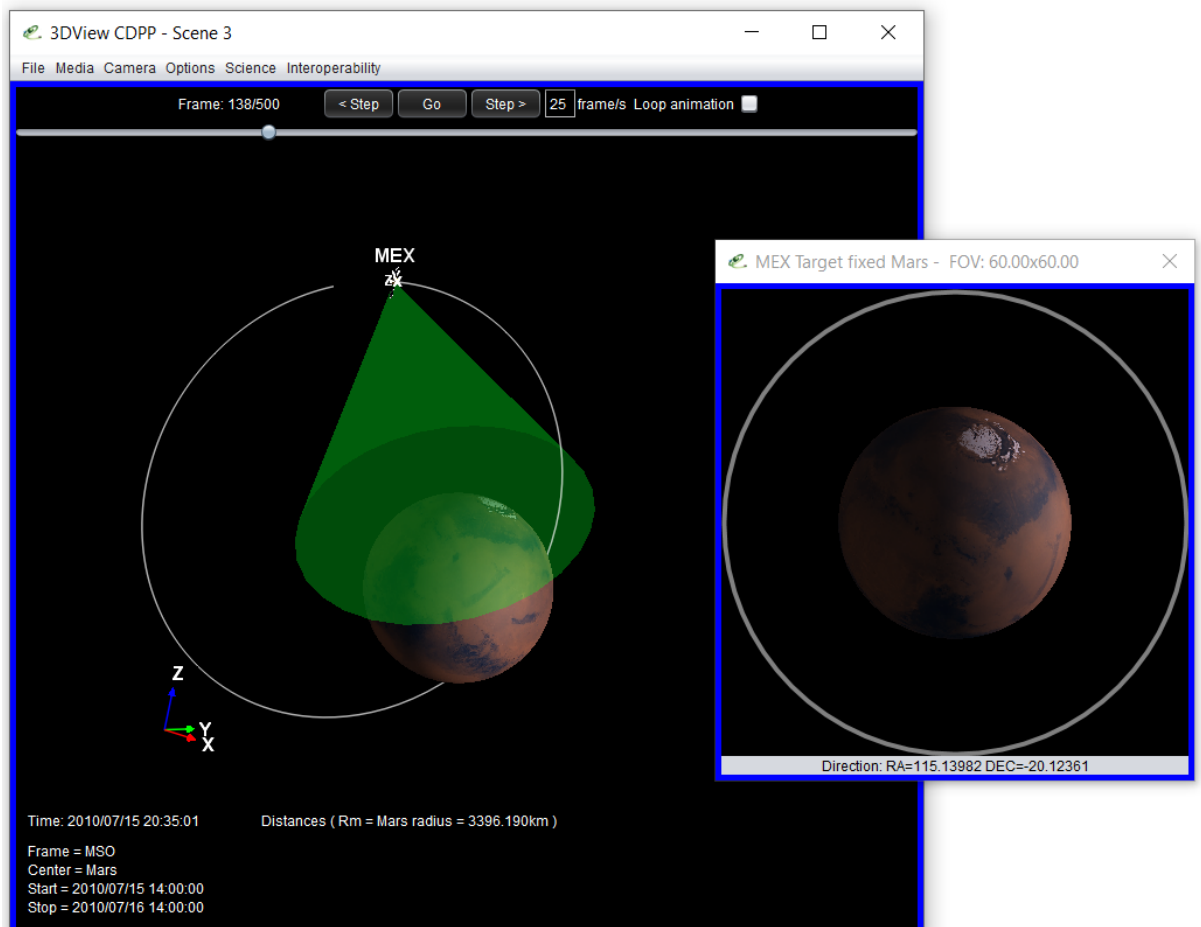 3DView CDPP - Scene 3
File Media Camera Options Science Interoperability
Frame: 138/500 < Step Go Step > 25 frame/s Loop animation
MEX
Z
X
MEX Target fixed Mars - FOV: 60.00x60.00
Z
Y
X
Direction: RA=115.13982 DEC=-20.12361
Time: 2010/07/15 20:35:01 Distances ( Rm = Mars radius = 3396.190km )
Frame = MSO
Center = Mars
Start = 2010/07/15 14:00:00
Stop = 2010/07/16 14:00:00